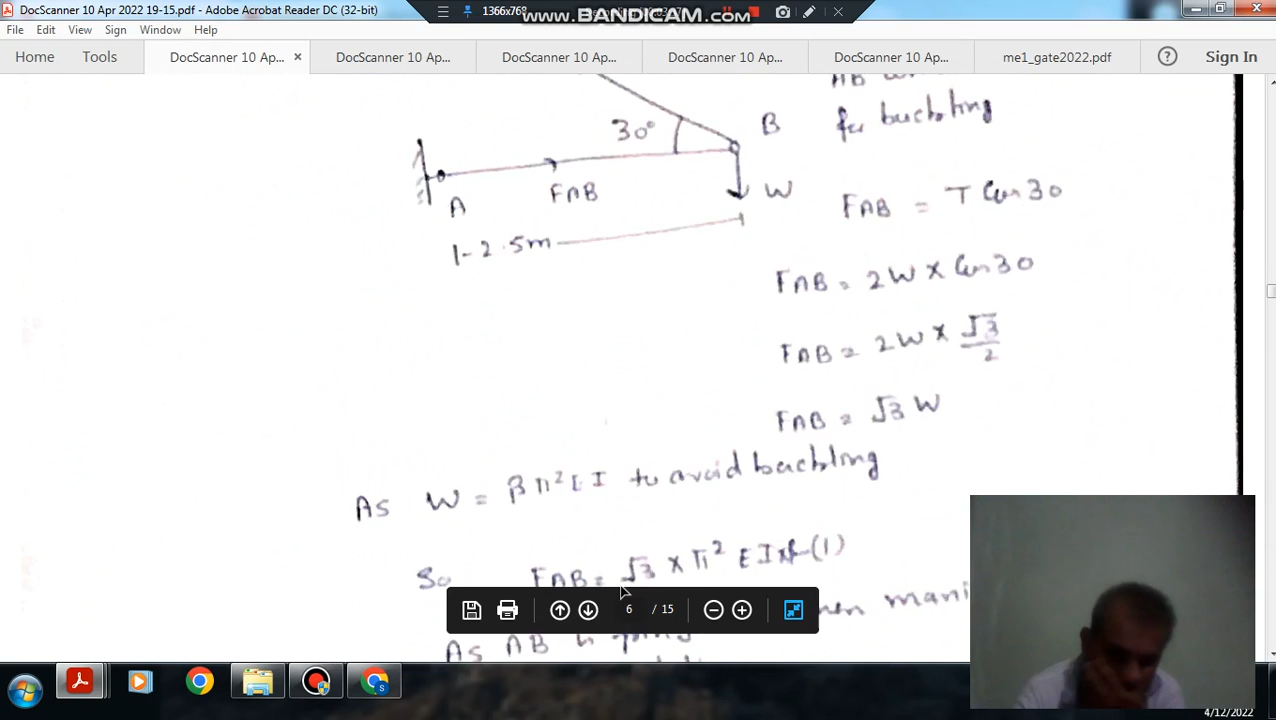 DocScanner 10 Apr 2022 19-15.pdf - Adobe Acrobat Reader DC (32-bit)
1366x768
www.BANDICAM.com
File Edit View Sign Window Help
Home Tools DocScanner 10 Ap... × DocScanner 10 Ap... DocScanner 10 Ap... DocScanner 10 Ap... DocScanner 10 Ap... me1_gate2022.pdf Sign In
AB
for buckling
30°
B
A
FAB
W
2.5m
FAB = T Cos 30
FAB = 2W × Cos 30
FAB = 2W × √3/2
FAB = √3 W
As W = βπ²EI to avoid buckling
So FAB = √3 × π² EI × β -(1)
6 / 15
As AB is
4/12/2022